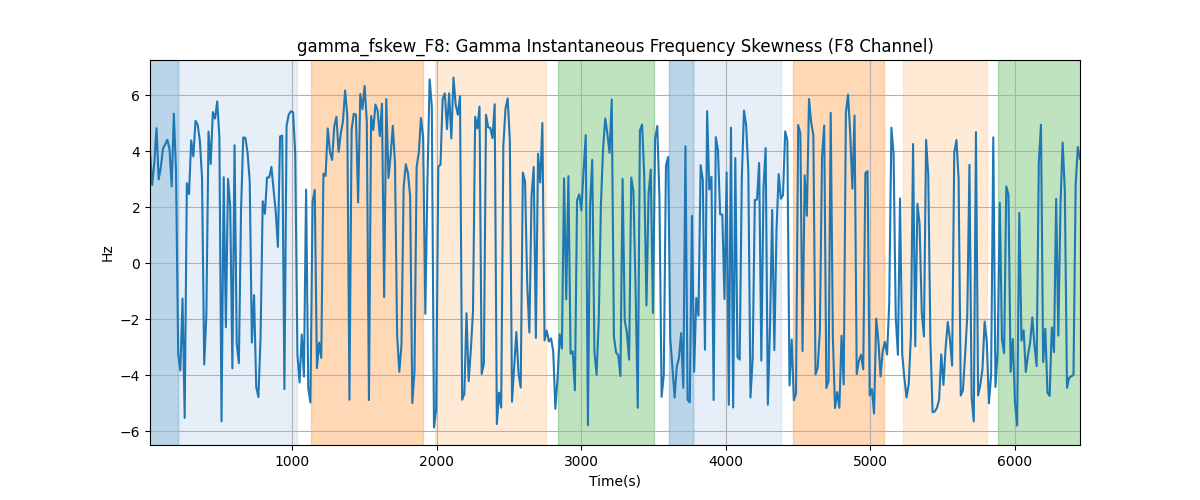 gamma_fskew_F8: Gamma Instantaneous Frequency Skewness (F8 Channel)
Hz
6
4
2
0
−2
−4
−6
1000 2000 3000 4000 5000 6000
Time(s)